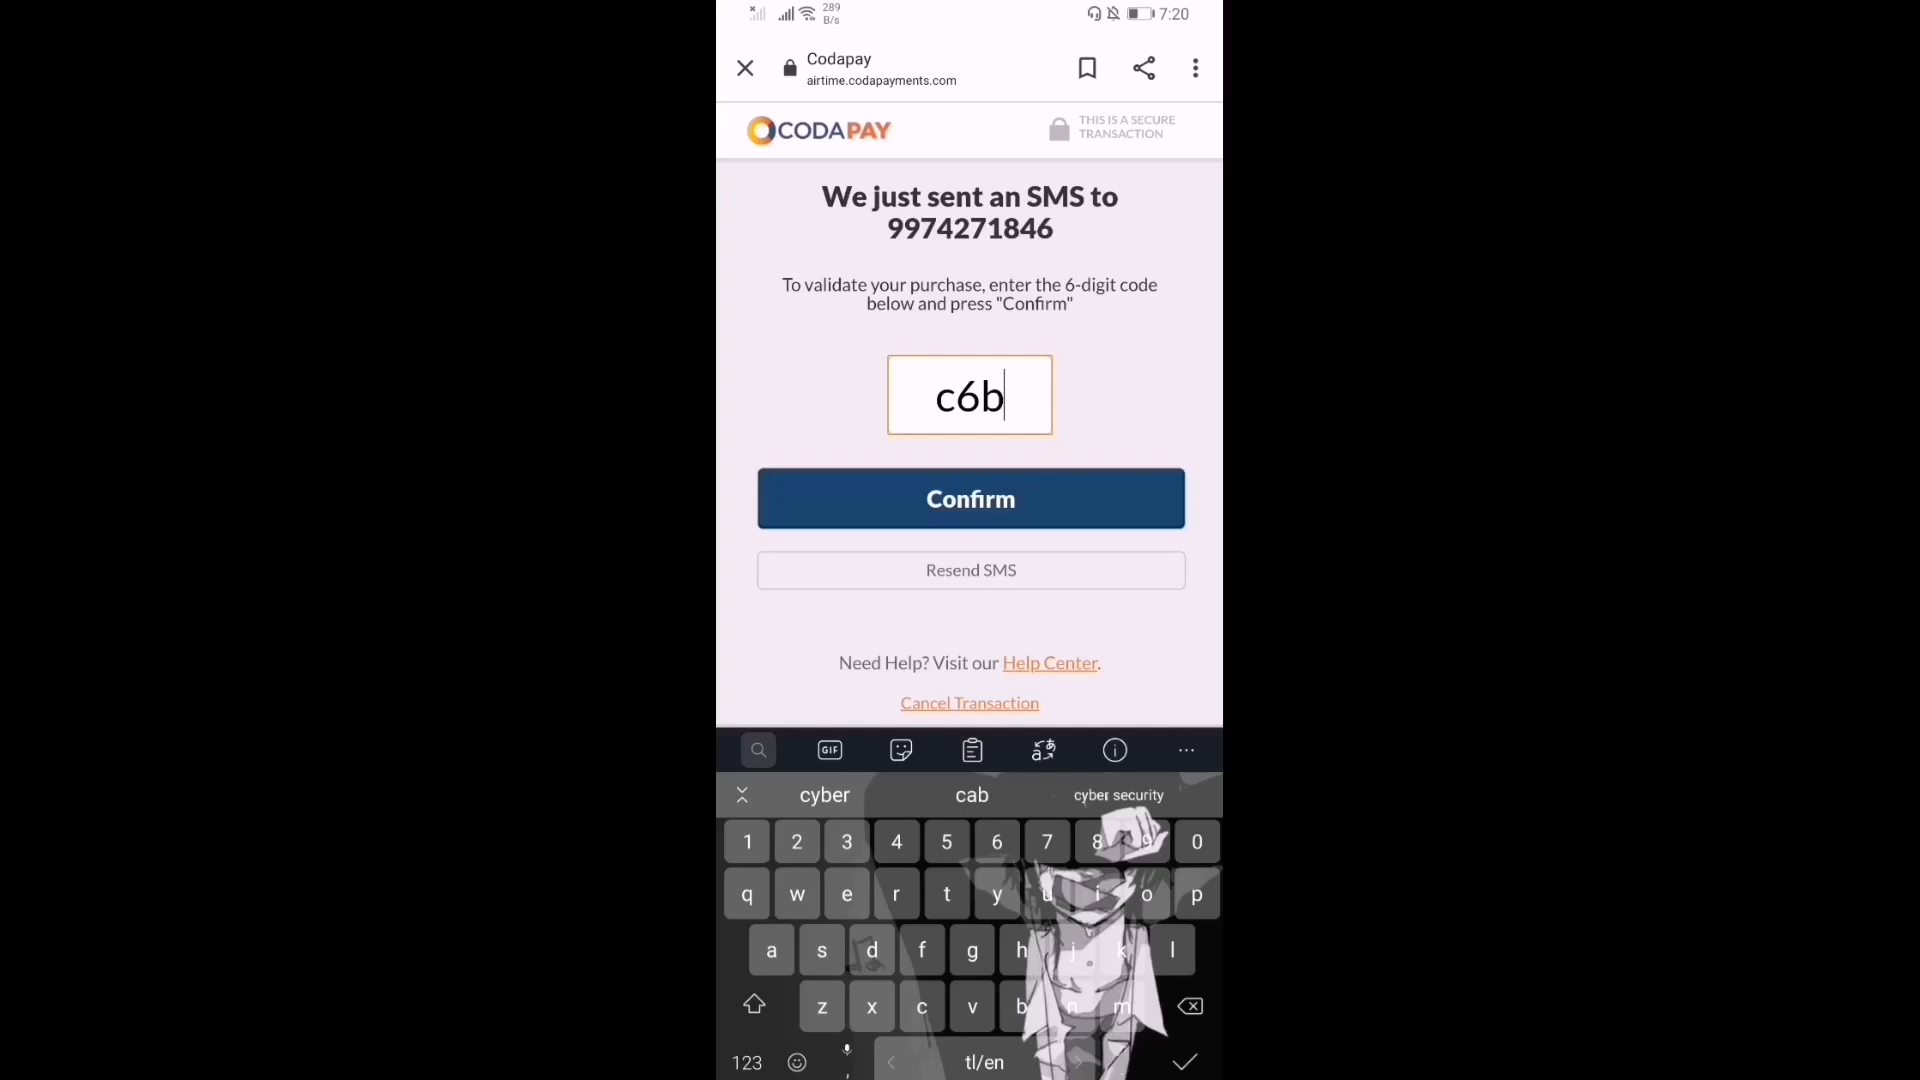 289
B/s
7:20
Codapay
airtime.codapayments.com
CODAPAY
THIS IS A SECURE
TRANSACTION
We just sent an SMS to
9974271846
To validate your purchase, enter the 6-digit code
below and press "Confirm"
c6b
Confirm
Resend SMS
Need Help? Visit our Help Center.
Cancel Transaction
GIF
cyber cab cyber security
1 2 3 4 5 6 7 8 9 0
q w e r t y u i o p
a s d f g h j k l
z x c v b n m
123 , tl/en